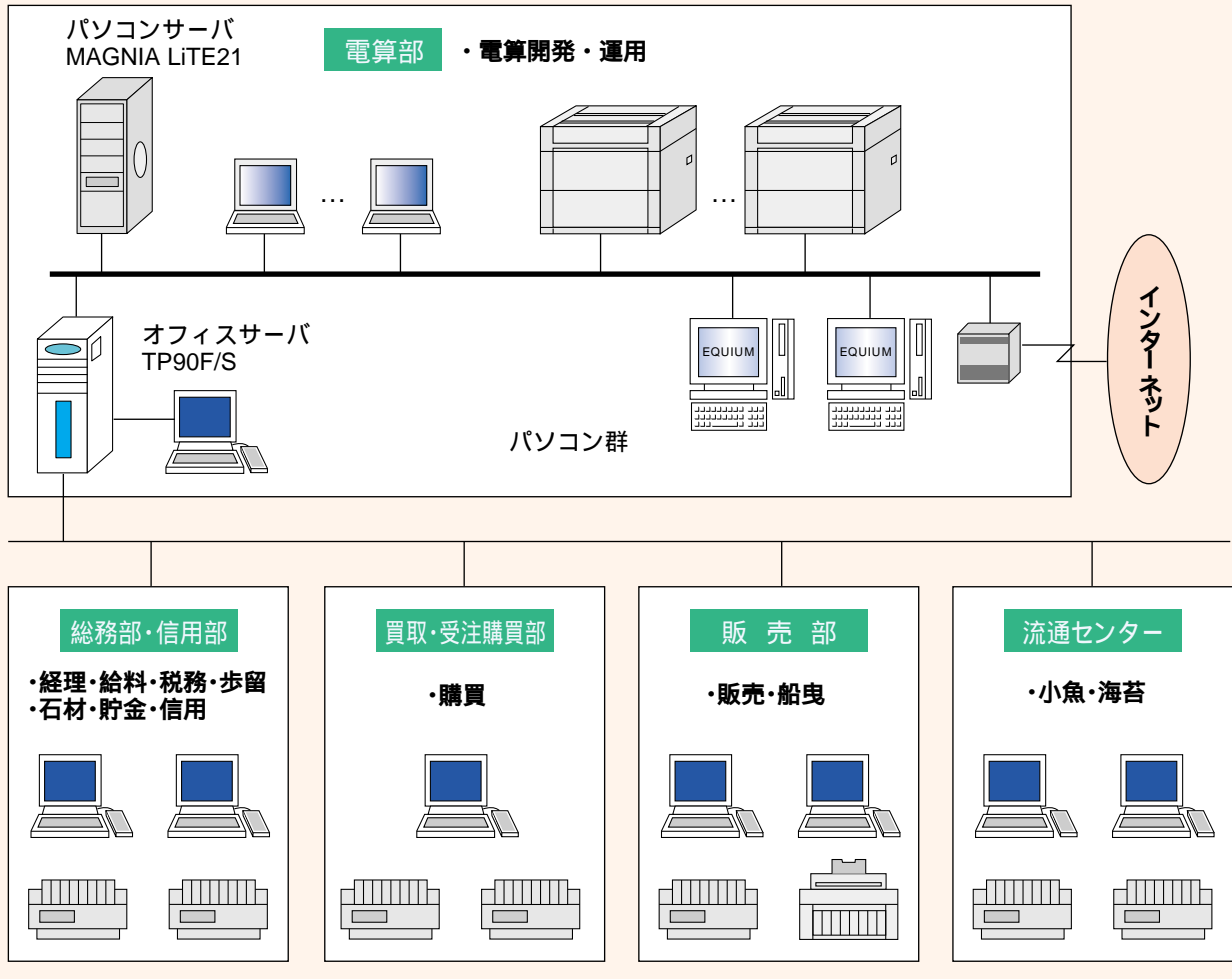 パソコンサーバ
MAGNIA LiTE21
電算部
・電算開発・運用
…
…
オフィスサーバ
TP90F/S
EQUIUM
EQUIUM
パソコン群
インターネット
総務部・信用部
・経理・給料・税務・歩留
・石材・貯金・信用
買取・受注購買部
・購買
販売部
・販売・船曳
流通センター
・小魚・海苔